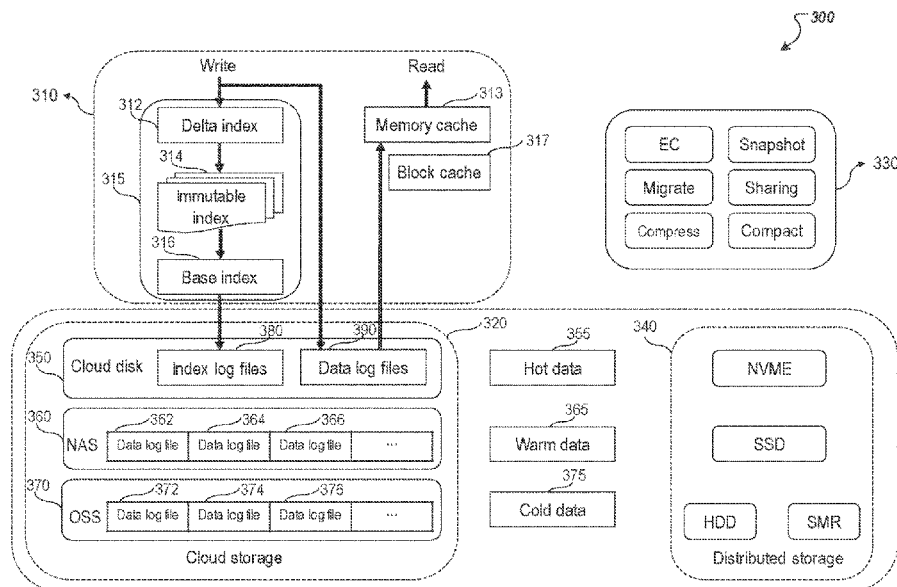 300
Write
Read
310
312
313
Delta index
Memory cache
317
314
Block cache
315
immutable
index
316
Base index
EC
Snapshot
330
Migrate
Sharing
Compress
Compact
320
340
350
380
390
355
Cloud disk
index log files
Data log files
Hot data
NVME
360
362
364
366
365
NAS
Data log file
Data log file
Data log file
...
Warm data
SSD
370
372
374
376
375
OSS
Data log file
Data log file
Data log file
...
Cold data
HDD
SMR
Cloud storage
Distributed storage